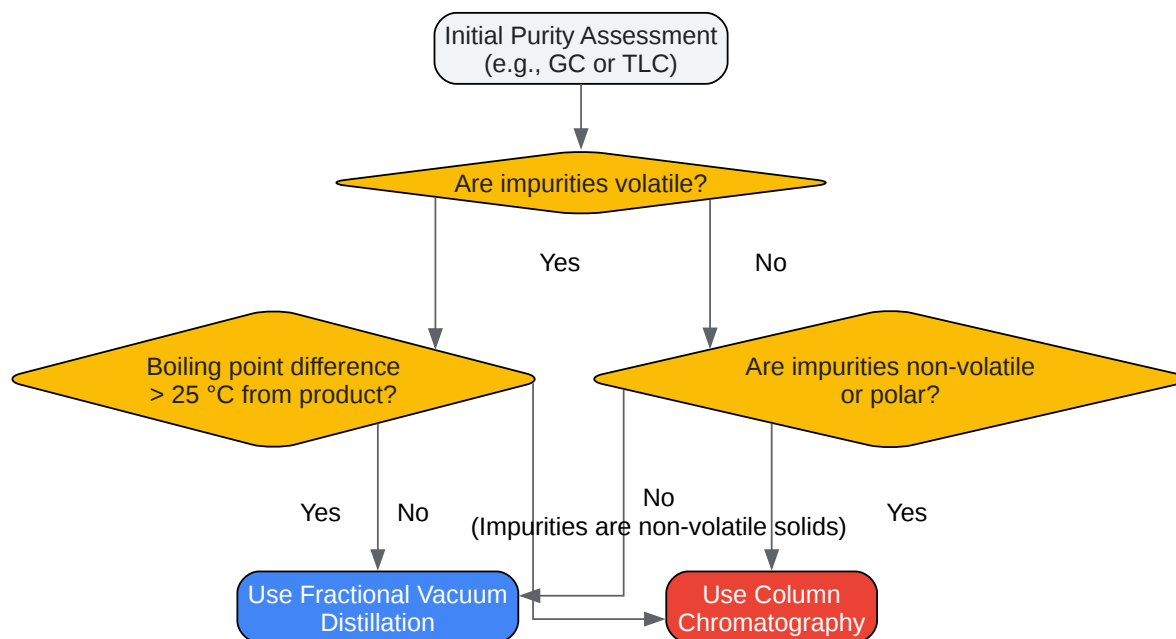 Initial Purity Assessment
(e.g., GC or TLC)
Are impurities volatile?
Yes
No
Boiling point difference
> 25 °C from product?
Are impurities non-volatile
or polar?
Yes
No
No
(Impurities are non-volatile solids)
Yes
Use Fractional Vacuum
Distillation
Use Column
Chromatography